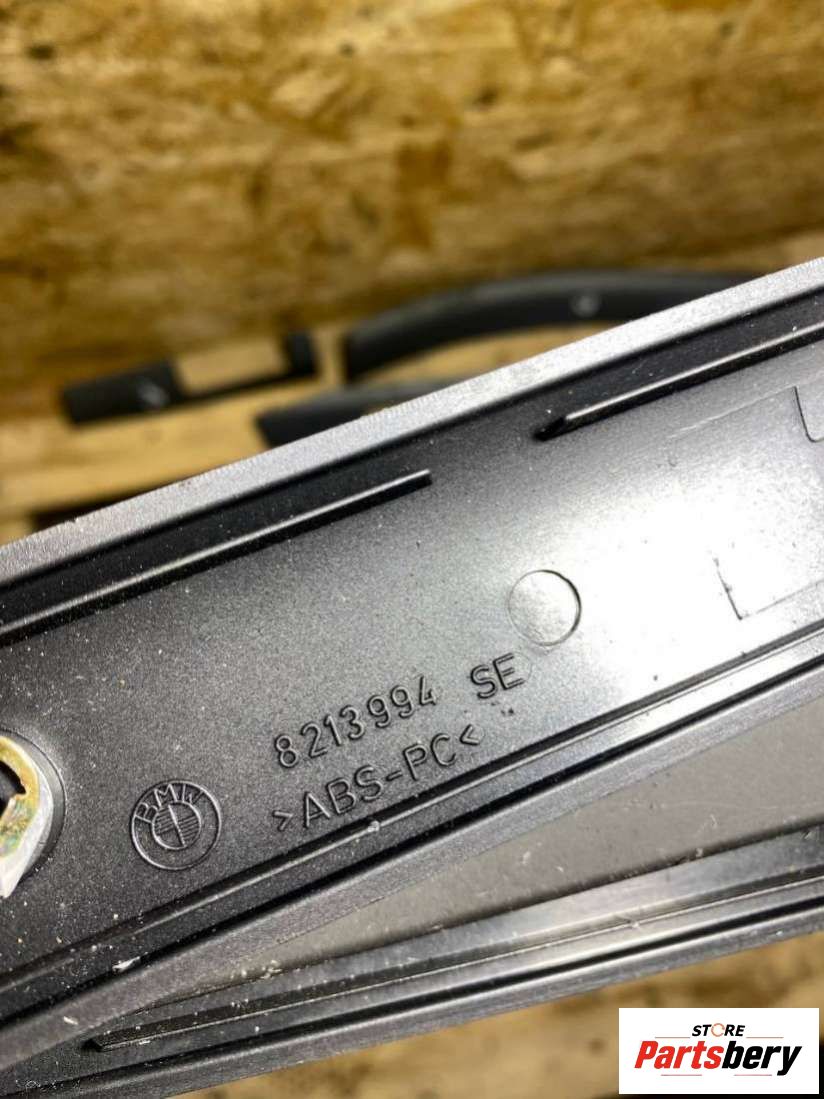 8213994 SE
>ABS-PC<
BMW
STORE
Partsbery